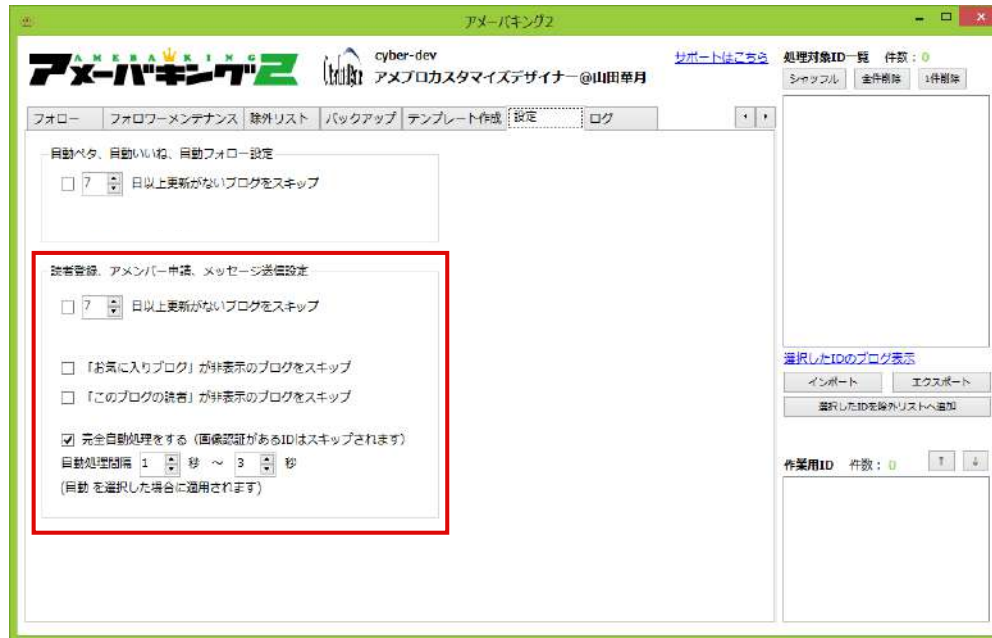 アメーバキング2
AMEBAKING
アメーバキング2
cyber-dev
アメブロカスタマイズデザイナー@山田華月
サポートはこちら
フォロー
フォロワーメンテナンス
除外リスト
バックアップ
テンプレート作成
設定
ログ
自動ペタ、自動いいね、自動フォロー設定
7 日以上更新がないブログをスキップ
読者登録、アメンバー申請、メッセージ送信設定
7 日以上更新がないブログをスキップ
「お気に入りブログ」が非表示のブログをスキップ
「このブログの読者」が非表示のブログをスキップ
完全自動処理をする（画像認証があるIDはスキップされます）
自動処理間隔 1 秒 ～ 3 秒
(自動 を選択した場合に適用されます)
処理対象ID一覧 件数：0
シャッフル
全件削除
1件削除
選択したIDのブログ表示
インポート
エクスポート
選択したIDを除外リストへ追加
作業用ID 件数：0
↑
↓